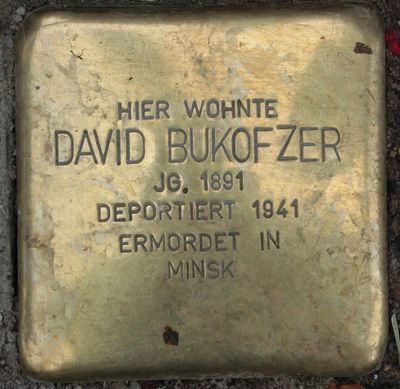 HIER WOHNTE
DAVID BUKOFZER
JG. 1891
DEPORTIERT 1941
ERMORDET IN
MINSK